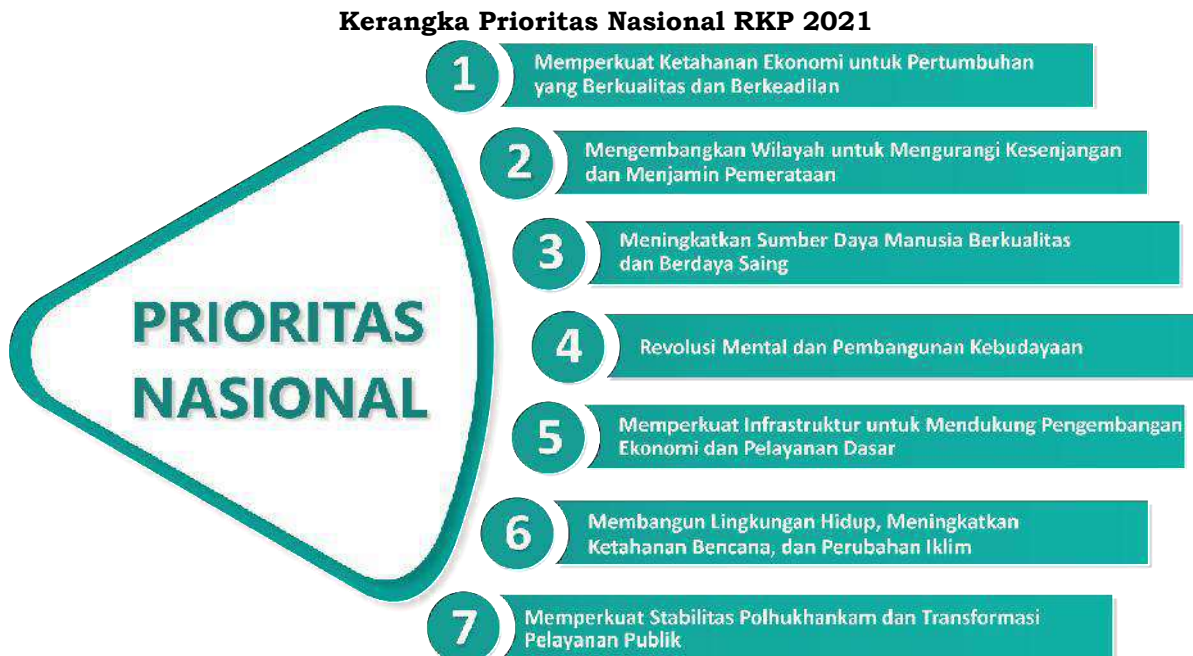 Kerangka Prioritas Nasional RKP 2021
PRIORITAS
NASIONAL
1
Memperkuat Ketahanan Ekonomi untuk Pertumbuhan
yang Berkualitas dan Berkeadilan
2
Mengembangkan Wilayah untuk Mengurangi Kesenjangan
dan Menjamin Pemerataan
3
Meningkatkan Sumber Daya Manusia Berkualitas
dan Berdaya Saing
4
Revolusi Mental dan Pembangunan Kebudayaan
5
Memperkuat Infrastruktur untuk Mendukung Pengembangan
Ekonomi dan Pelayanan Dasar
6
Membangun Lingkungan Hidup, Meningkatkan
Ketahanan Bencana, dan Perubahan Iklim
7
Memperkuat Stabilitas Polhukhankam dan Transformasi
Pelayanan Publik